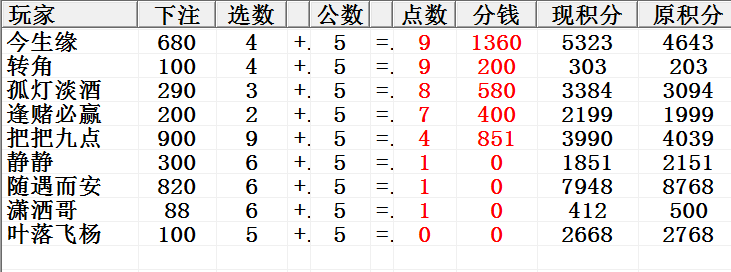 玩家 下注 选数 公数 点数 分钱 现积分 原积分
今生缘 680 4 +. 5 =. 9 1360 5323 4643
转角 100 4 +. 5 =. 9 200 303 203
孤灯淡酒 290 3 +. 5 =. 8 580 3384 3094
逢赌必赢 200 2 +. 5 =. 7 400 2199 1999
把把九点 900 9 +. 5 =. 4 851 3990 4039
静静 300 6 +. 5 =. 1 0 1851 2151
随遇而安 820 6 +. 5 =. 1 0 7948 8768
潇洒哥 88 6 +. 5 =. 1 0 412 500
叶落飞杨 100 5 +. 5 =. 0 0 2668 2768